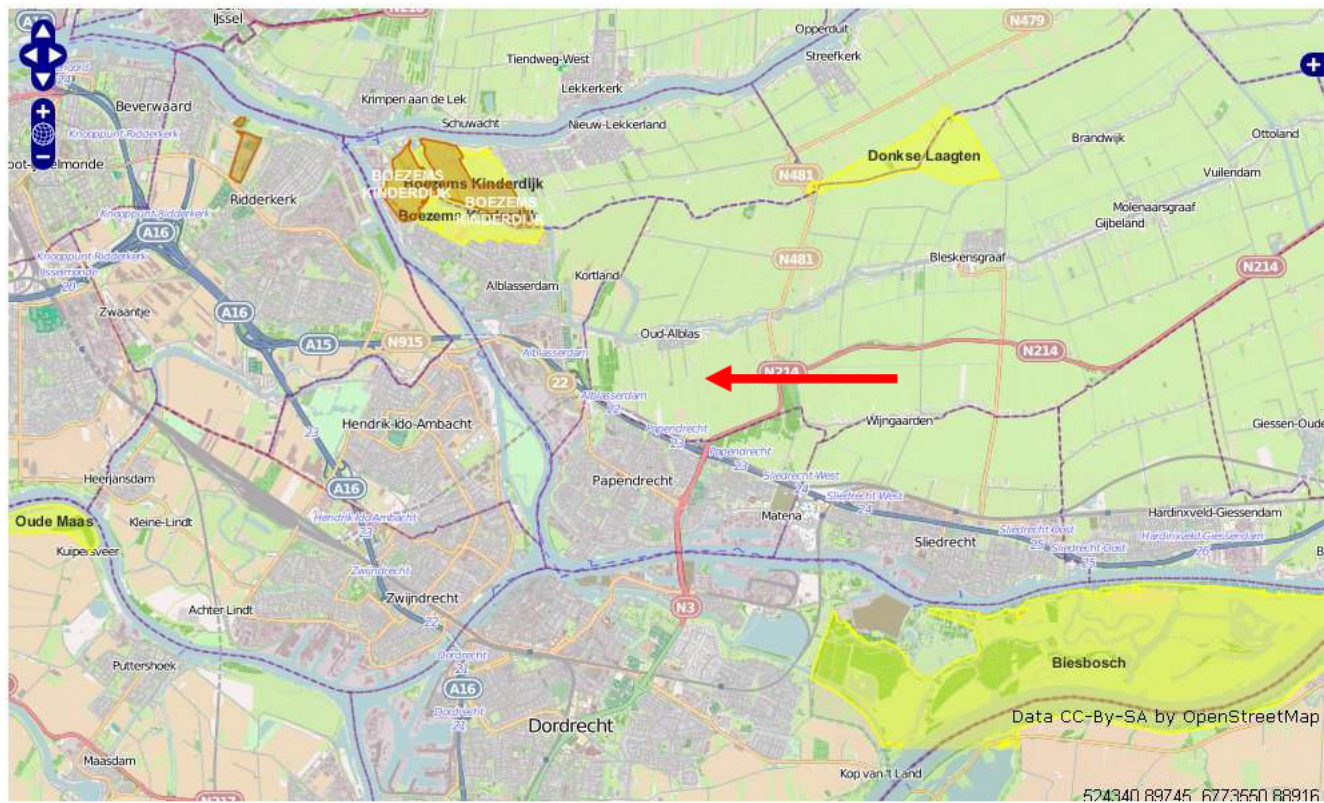 IJssel
N210
N479
Opperduit
Tiendweg-West
Streefkerk
24
Beverwaard
Krimpen aan de Lek
Lekkerkerk
Schuwacht
Nieuw-Lekkerland
Brandwijk
Ottoland
Knooppunt Ridderkerk
Donkse Laagten
Vuilendam
N481
BOEZEMS
KINDERDIJK
Boezems Kinderdijk
BOEZEMS
KINDERDIJK
Boezems Kinderdijk
Ridderkerk
Molenaarsgraaf
Gijbeland
Knooppunt-Ridderkerk
A16
Knooppunt Ridderkerk
IJsselmonde
20
N481
Bleskensgraaf
N214
Kortland
Alblasserdam
Zwaantje
A16
A15
N915
Oud-Alblas
Alblasserdam
22
N214
N214
Alblasserdam
22
Hendrik-Ido-Ambacht
23
Papendrecht
23
Papendrecht
23
Wijngaarden
Giessen-Oude
Heerjansdam
A16
Papendrecht
Sliedrecht-West
24
Sliedrecht-West
24
Oude Maas
Kleine-Lindt
Hendrik-Ido-Ambacht
23
Matena
Hardinxveld-Giessendam
Kuipersveer
Sliedrecht
Sliedrecht-Oost
25
Sliedrecht-Oost
25
Hardinxveld-Giessendam
26
Zwijndrecht
Achter-Lindt
Zwijndrecht
22
N3
Puttershoek
Dordrecht
21
A16
Dordrecht
21
Biesbosch
Dordrecht
Data CC-By-SA by OpenStreetMap
Maasdam
Kop van 't Land
N217
524340.89745, 6773550.88916